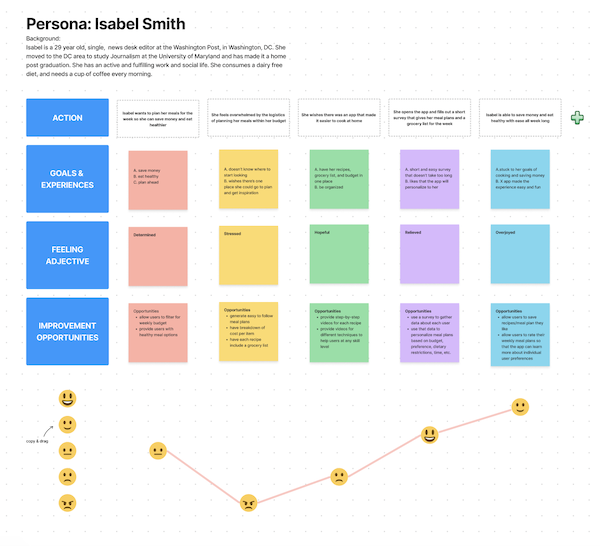 Persona: Isabel Smith
Background:
Isabel is a 29 year old, single, news desk editor at the Washington Post, in Washington, DC. She
moved to the DC area to study Journalism at the University of Maryland and has made it a home
post graduation. She has an active and fulfilling work and social life. She consumes a dairy free
diet, and needs a cup of coffee every morning.
ACTION
Isabel wants to plan her meals for the
week so she can save money and eat
healthier
She feels overwhelmed by the logistics
of planning her meals within her budget
She wishes there was an app that made
it easier to cook at home
She opens the app and fills out a short
survey that gives her meal plans and a
grocery list for the week
Isabel is able to save money and eat
healthy with ease all week long
GOALS &
EXPERIENCES
A. save money
B. eat healthy
C. plan ahead
A. doesn't know where to
start looking
B. wishes there's one
place she could go to plan
and get inspiration
A. have her recipes,
grocery list, and budget in
one place
B. be organized
A. short and easy survey
that doesn't take too long
B. likes that the app will
personalize to her
A.stuck to her goals of
cooking and saving money
B. it app made the
experience easy and fun
FEELING
ADJECTIVE
Determined
Stressed
Hopeful
Relieved
Overjoyed
IMPROVEMENT
OPPORTUNITIES
Opportunities
• allow users to filter for
weekly budget
• provide users with
healthy meal options
Opportunities
• generate easy to follow
meal plans
• have breakdown of
cost per item
• have each recipe
include a grocery list
Opportunities
• provide step-by-step
videos for each recipe
• provide videos for
different techniques to
help users at any skill
level
Opportunities
• use a survey to gather
data about each user
• use that data to
personalize meal plans
based on budget,
preference, dietary
restrictions, time, etc.
Opportunities
• allow users to save
recipes/meal plan they
like
• allow users to rate their
weekly meal plans so
that the app can learn
more about individual
user preferences
copy & drag